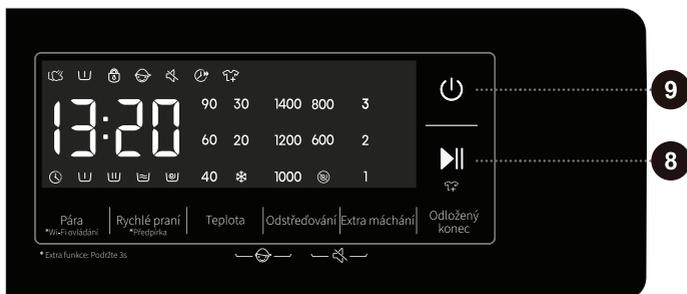 90 30 1400 800 3
13:20
60 20 1200 600 2
40 1000 1
9
8
Pára
*Wi-Fi ovládání
Rychlé praní
*Předpírka
Teplota
Odstřeďování
Extra máchání
Odložený
konec
* Extra funkce: Podržte 3s